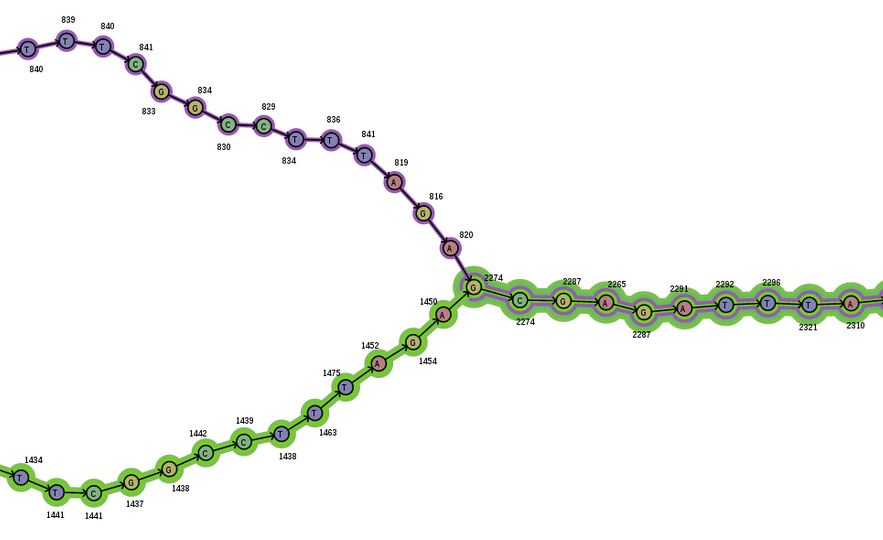 839 840
T T T 841
840 C
G 834
833 G 829
C C 836
830 T T 841
834 T 819
A 816
G 820
A
G 2274 C 2287 G 2265 A 2291 A 2292 T 2296 T T A
2274 2287 G 2321 2310
1450 A
1452 G
A 1454
1475 T
T 1463
1442 1439 T
C C 1438
1434 G
T G 1438
T C 1437
1441 1441